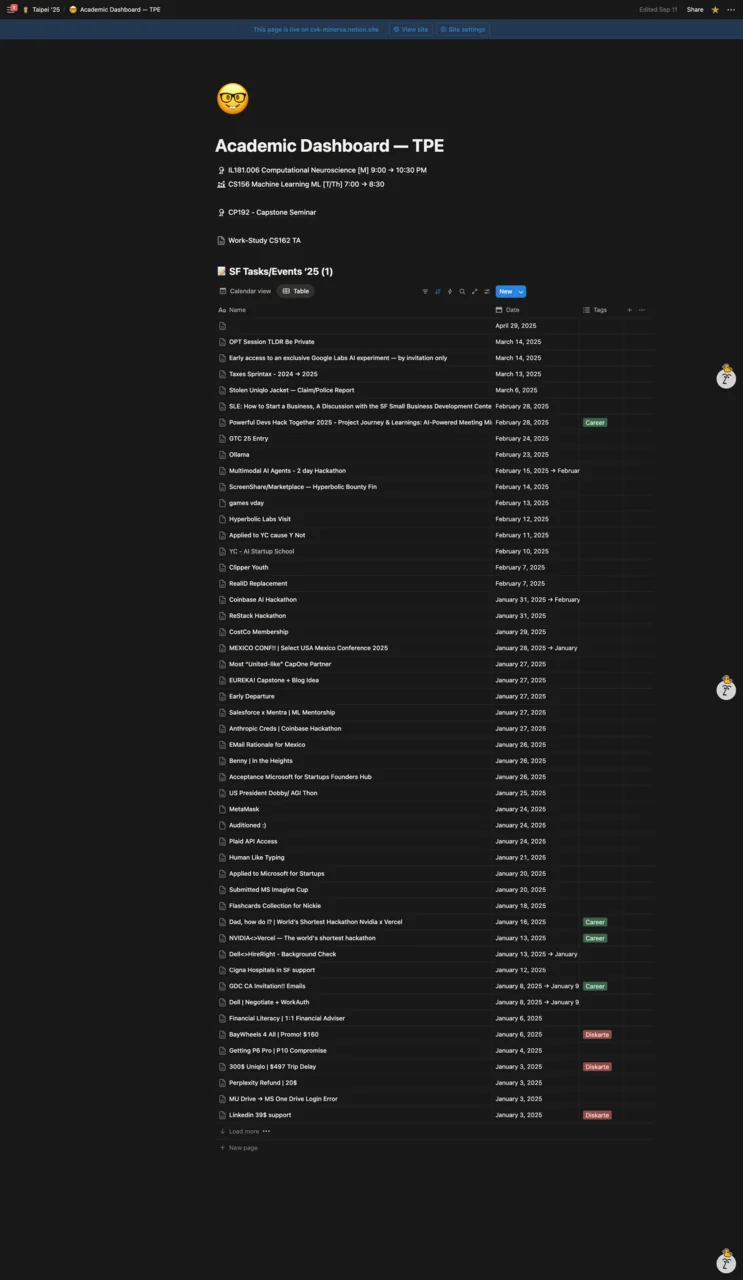 Taipei '25 / Academic Dashboard — TPE
Edited Sep 11 Share
This page is live on cvk-minerva.notion.site View site Site settings
Academic Dashboard — TPE
IL181.006 Computational Neuroscience [M] 9:00 → 10:30 PM
CS156 Machine Learning ML [T/Th] 7:00 → 8:30
CP192 - Capstone Seminar
Work-Study CS162 TA
SF Tasks/Events '25 (1)
Calendar view Table New
Aa Name Date Tags
April 29, 2025
OPT Session TLDR Be Private March 14, 2025
Early access to an exclusive Google Labs AI experiment — by invitation only March 14, 2025
Taxes Sprintax - 2024 → 2025 March 13, 2025
Stolen Uniqlo Jacket — Claim/Police Report March 6, 2025
SLE: How to Start a Business, A Discussion with the SF Small Business Development Cente February 28, 2025
Powerful Devs Hack Together 2025 - Project Journey & Learnings: AI-Powered Meeting Mi February 28, 2025 Career
GTC 25 Entry February 24, 2025
Ollama February 23, 2025
Multimodal AI Agents - 2 day Hackathon February 15, 2025 → Februar
ScreenShare/Marketplace — Hyperbolic Bounty Fin February 14, 2025
games vday February 13, 2025
Hyperbolic Labs Visit February 12, 2025
Applied to YC cause Y Not February 11, 2025
YC - AI Startup School February 10, 2025
Clipper Youth February 7, 2025
RealID Replacement February 7, 2025
Coinbase AI Hackathon January 31, 2025 → February
ReStack Hackathon January 31, 2025
CostCo Membership January 29, 2025
MEXICO CONF!! | Select USA Mexico Conference 2025 January 28, 2025 → January
Most "United-like" CapOne Partner January 27, 2025
EUREKA! Capstone + Blog Idea January 27, 2025
Early Departure January 27, 2025
Salesforce x Mentra | ML Mentorship January 27, 2025
Anthropic Creds | Coinbase Hackathon January 27, 2025
EMail Rationale for Mexico January 26, 2025
Benny | In the Heights January 26, 2025
Acceptance Microsoft for Startups Founders Hub January 26, 2025
US President Dobby/ AGI Thon January 25, 2025
MetaMask January 24, 2025
Auditioned :) January 24, 2025
Plaid API Access January 24, 2025
Human Like Typing January 21, 2025
Applied to Microsoft for Startups January 20, 2025
Submitted MS Imagine Cup January 20, 2025
Flashcards Collection for Nickie January 18, 2025
Dad, how do I? | World's Shortest Hackathon Nvidia x Vercel January 16, 2025 Career
NVIDIA<>Vercel — The world's shortest hackathon January 13, 2025 Career
Dell<>HireRight - Background Check January 13, 2025 → January
Cigna Hospitals in SF support January 12, 2025
GDC CA Invitation!! Emails January 8, 2025 → January 9 Career
Dell | Negotiate + WorkAuth January 8, 2025 → January 9
Financial Literacy | 1:1 Financial Adviser January 6, 2025
BayWheels 4 All | Promo! $160 January 6, 2025 Diskarte
Getting P6 Pro | P10 Compromise January 4, 2025
300$ Uniqlo | $497 Trip Delay January 3, 2025 Diskarte
Perplexity Refund | 20$ January 3, 2025
MU Drive → MS One Drive Login Error January 3, 2025
Linkedin 39$ support January 3, 2025 Diskarte
Load more
New page